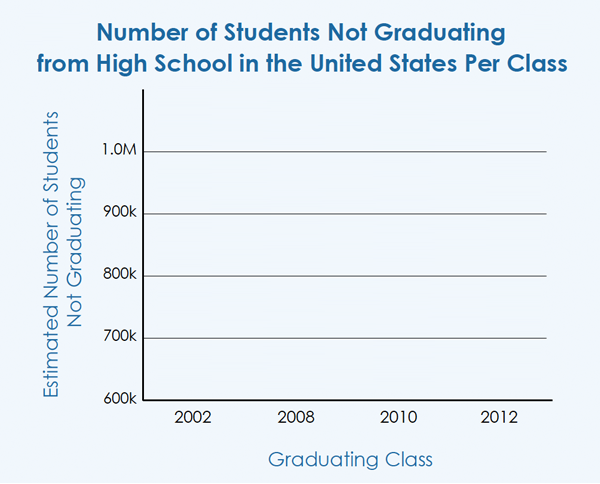 Number of Students Not Graduating
from High School in the United States Per Class
Estimated Number of Students
Not Graduating
1.0M
900k
800k
700k
600k
2002 2008 2010 2012
Graduating Class